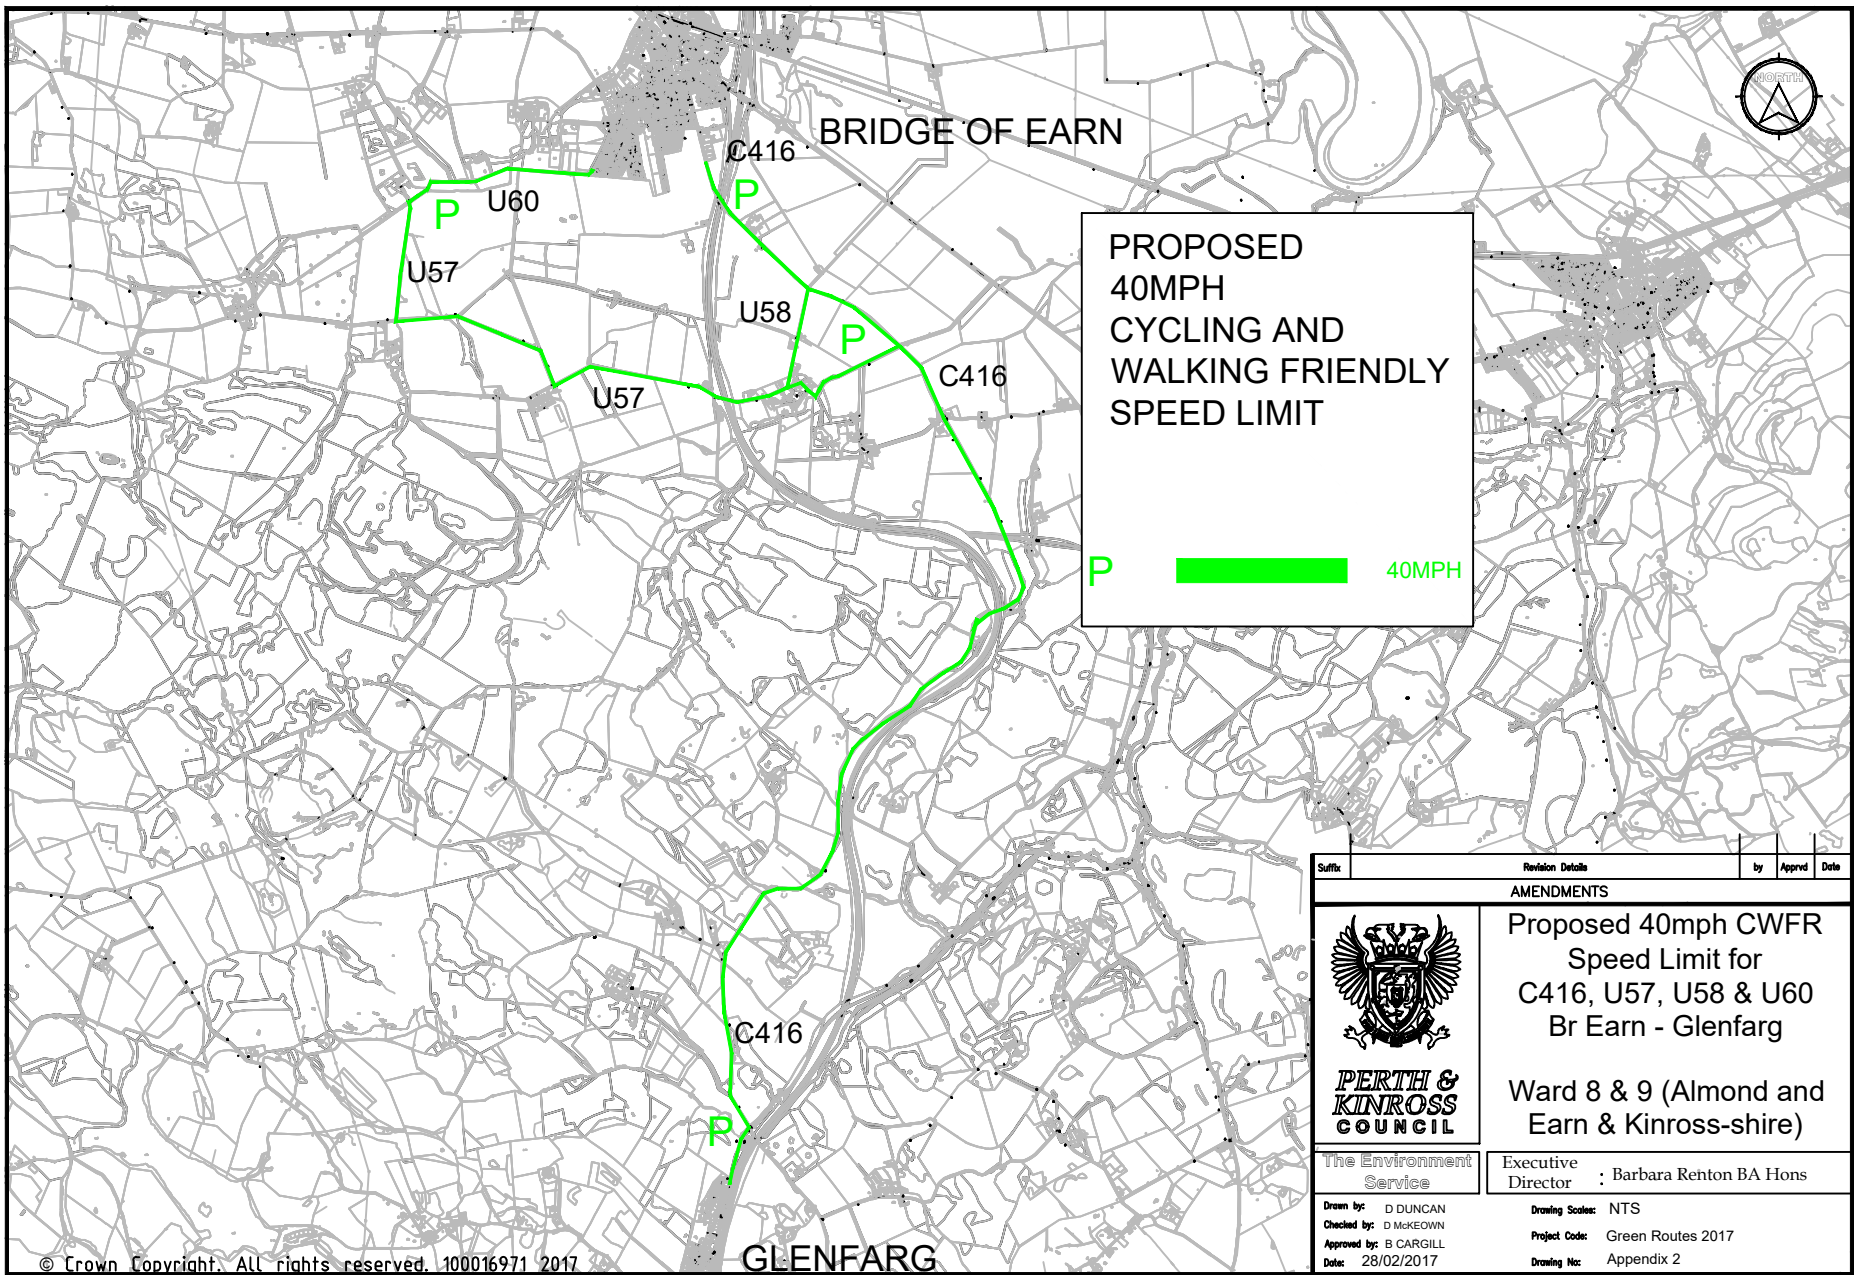 NORTH
BRIDGE OF EARN
C416
P
U60
P
U57
U58
P
C416
U57
C416
P
GLENFARG
PROPOSED
40MPH
CYCLING AND
WALKING FRIENDLY
SPEED LIMIT
P 40MPH
Suffix Revision Details by Apprvd Date
AMENDMENTS
Proposed 40mph CWFR
Speed Limit for
C416, U57, U58 & U60
Br Earn - Glenfarg
Ward 8 & 9 (Almond and
Earn & Kinross-shire)
PERTH &
KINROSS
COUNCIL
The Environment
Service
Executive
Director : Barbara Renton BA Hons
Drawn by: D DUNCAN
Checked by: D McKEOWN
Approved by: B CARGILL
Date: 28/02/2017
Drawing Scales: NTS
Project Code: Green Routes 2017
Drawing No: Appendix 2
© Crown Copyright. All rights reserved. 100016971 2017